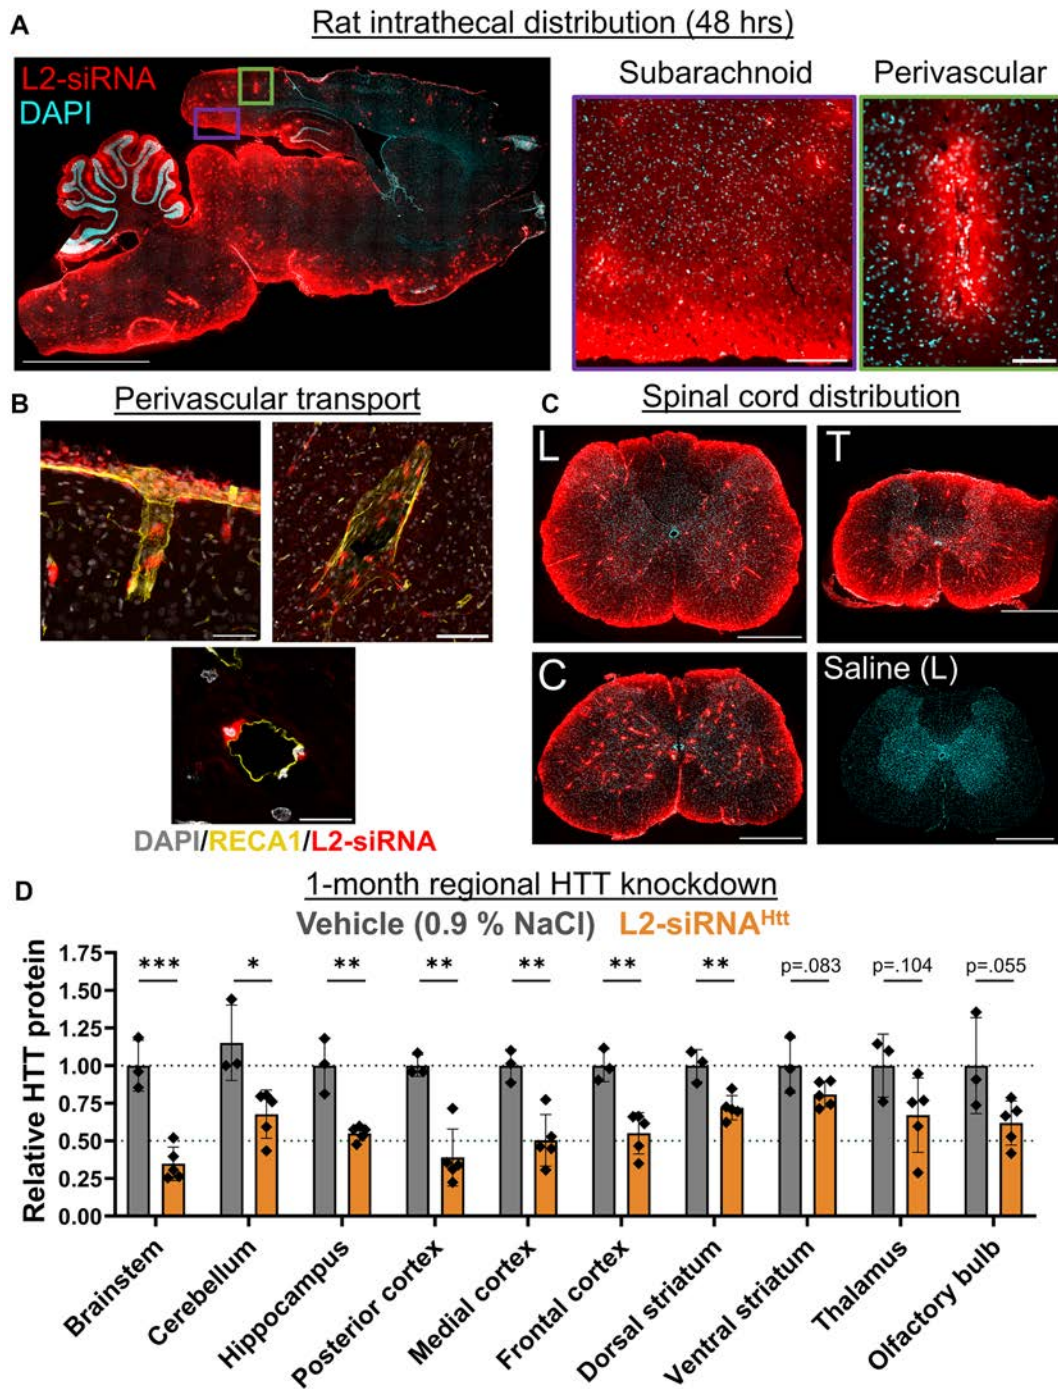 A
Rat intrathecal distribution (48 hrs)
L2-siRNA
DAPI
Subarachnoid
Perivascular
B
Perivascular transport
DAPI/RECA1/L2-siRNA
C
Spinal cord distribution
L
T
C
Saline (L)
D
1-month regional HTT knockdown
Vehicle (0.9 % NaCl) L2-siRNA^Htt
Relative HTT protein
1.75
1.50
1.25
1.00
0.75
0.50
0.25
0.00
*** * ** ** ** ** ** p=.083 p=.104 p=.055
Brainstem
Cerebellum
Hippocampus
Posterior cortex
Medial cortex
Frontal cortex
Dorsal striatum
Ventral striatum
Thalamus
Olfactory bulb